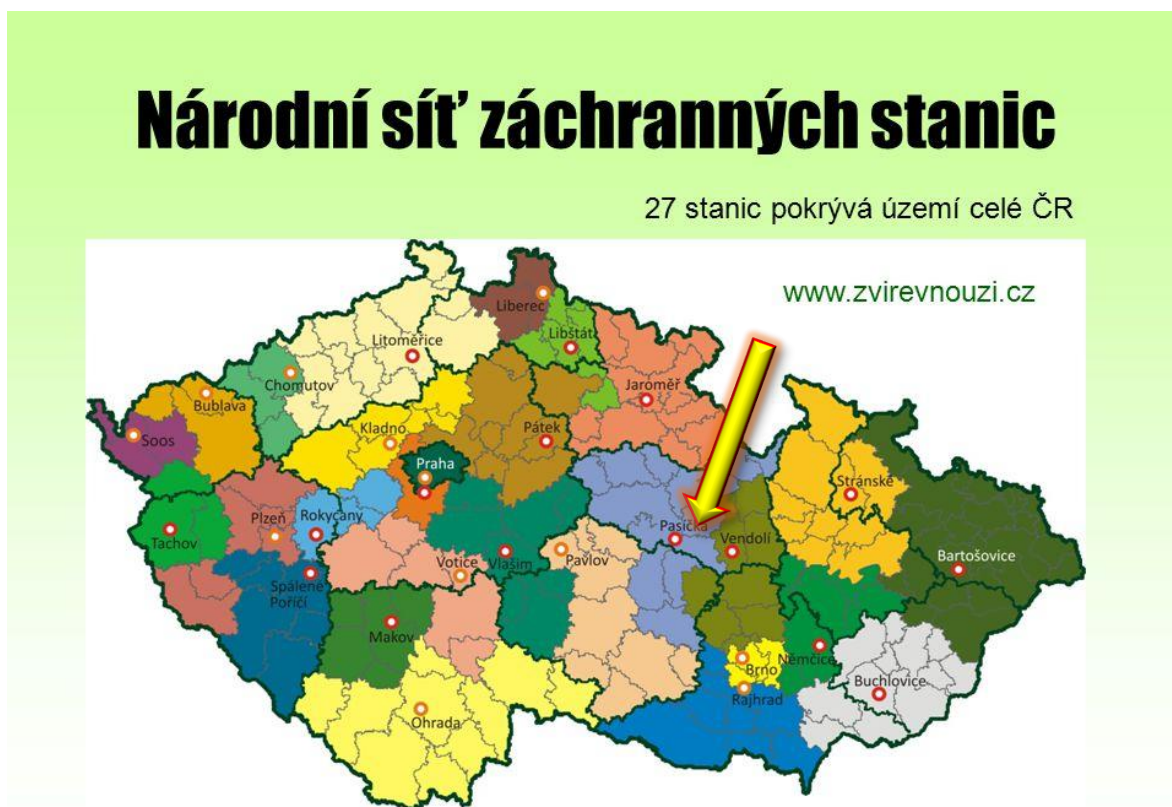 Národní síť záchranných stanic
27 stanic pokrývá území celé ČR
www.zvirevnouzi.cz
Liberec
Libštát
Litoměřice
Chomutov
Jaroměř
Bublava
Soos
Kladno
Pátek
Praha
Stránské
Plzeň
Rokycany
Pasíčka
Vendolí
Tachov
Vlašim
Pavlov
Votice
Bartošovice
Spálené
Poříčí
Makov
Němčice
Brno
Buchlovice
Rajhrad
Ohrada